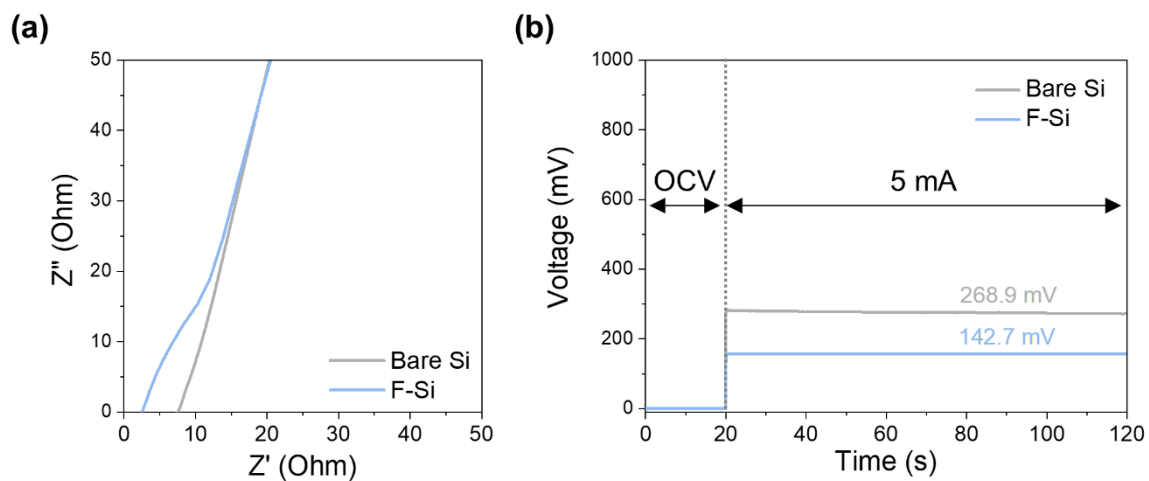 (a)
50
40
30
20
10
0
Z'' (Ohm)
Bare Si
F-Si
0 10 20 30 40 50
Z' (Ohm)
(b)
1000
800
600
400
200
0
Voltage (mV)
Bare Si
F-Si
OCV 5 mA
268.9 mV
142.7 mV
0 20 40 60 80 100 120
Time (s)